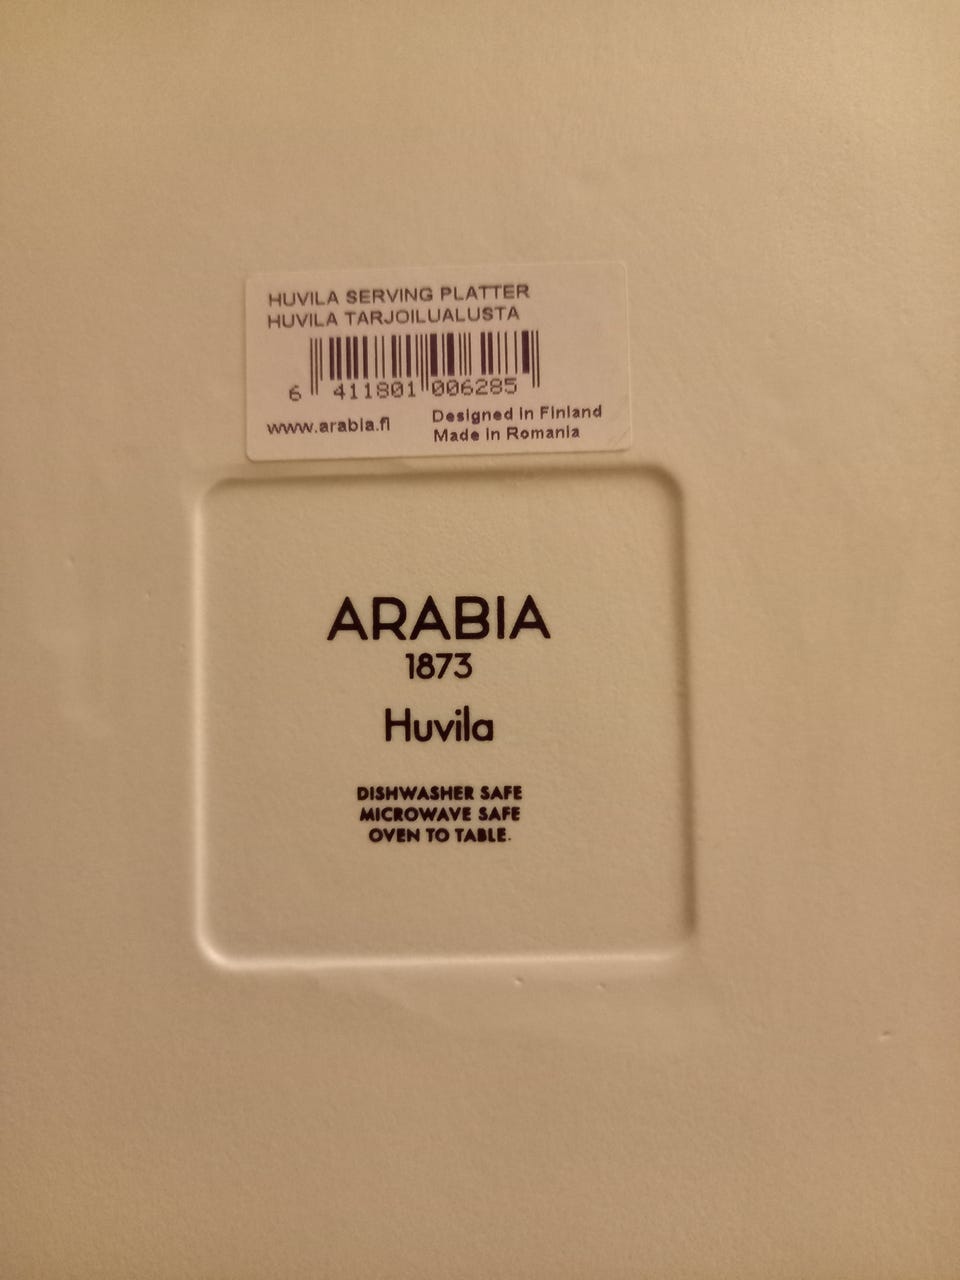 HUVILA SERVING PLATTER
HUVILA TARJOILUALUSTA
6 411801 006285
www.arabia.fi
Designed in Finland
Made in Romania
ARABIA
1873
Huvila
DISHWASHER SAFE
MICROWAVE SAFE
OVEN TO TABLE.